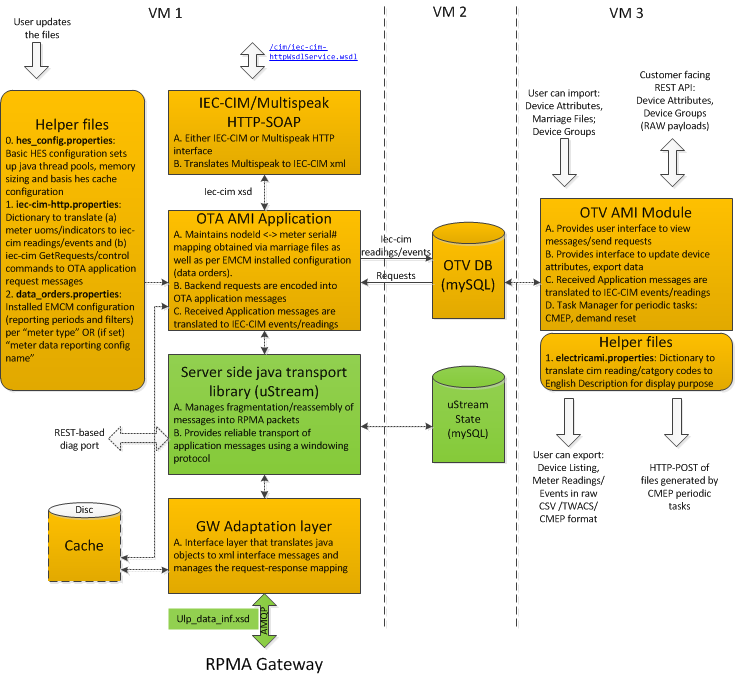 VM 1
VM 2
VM 3
User updates
the files
/cim/iec-cim-
httpWsdlService.wsdl
Helper files
0. hes_config.properties:
Basic HES configuration sets
up java thread pools, memory
sizing and basis hes cache
configuration
1. iec-cim-http.properties:
Dictionary to translate (a)
meter uoms/indicators to iec-
cim readings/events and (b)
iec-cim GetRequests/control
commands to OTA application
request messages
2. data_orders.properties:
Installed EMCM configuration
(reporting periods and filters)
per “meter type” OR (if set)
“meter data reporting config
name”
IEC-CIM/Multispeak
HTTP-SOAP
A. Either IEC-CIM or Multispeak HTTP
interface
B. Translates Multispeak to IEC-CIM xml
Iec-cim xsd
OTA AMI Application
A. Maintains nodeId <-> meter serial#
mapping obtained via marriage files as
well as per EMCM installed configuration
(data orders).
B. Backend requests are encoded into
OTA application messages
C. Received Application messages are
translated to IEC-CIM events/readings
Iec-cim
readings/events
Requests
OTV DB
(mySQL)
Server side java transport
library (uStream)
A. Manages fragmentation/reassembly of
messages into RPMA packets
B. Provides reliable transport of
application messages using a windowing
protocol
uStream
State
(mySQL)
REST-based
diag port
Disc
Cache
GW Adaptation layer
A. Interface layer that translates java
objects to xml interface messages and
manages the request-response mapping
Ulp_data_inf.xsd
AMQP
RPMA Gateway
User can import:
Device Attributes,
Marriage Files;
Device Groups
Customer facing
REST API:
Device Attributes,
Device Groups
(RAW payloads)
OTV AMI Module
A. Provides user interface to view
messages/send requests
B. Provides interface to update device
attributes, export data
C. Received Application messages are
translated to IEC-CIM events/readings
D. Task Manager for periodic tasks:
CMEP, demand reset
Helper files
1. electricami.properties: Dictionary to
translate cim reading/catgory codes to
English Description for display purpose
User can export:
Device Listing,
Meter Readings/
Events in raw
CSV /TWACS/
CMEP format
HTTP-POST of
files generated by
CMEP periodic
tasks